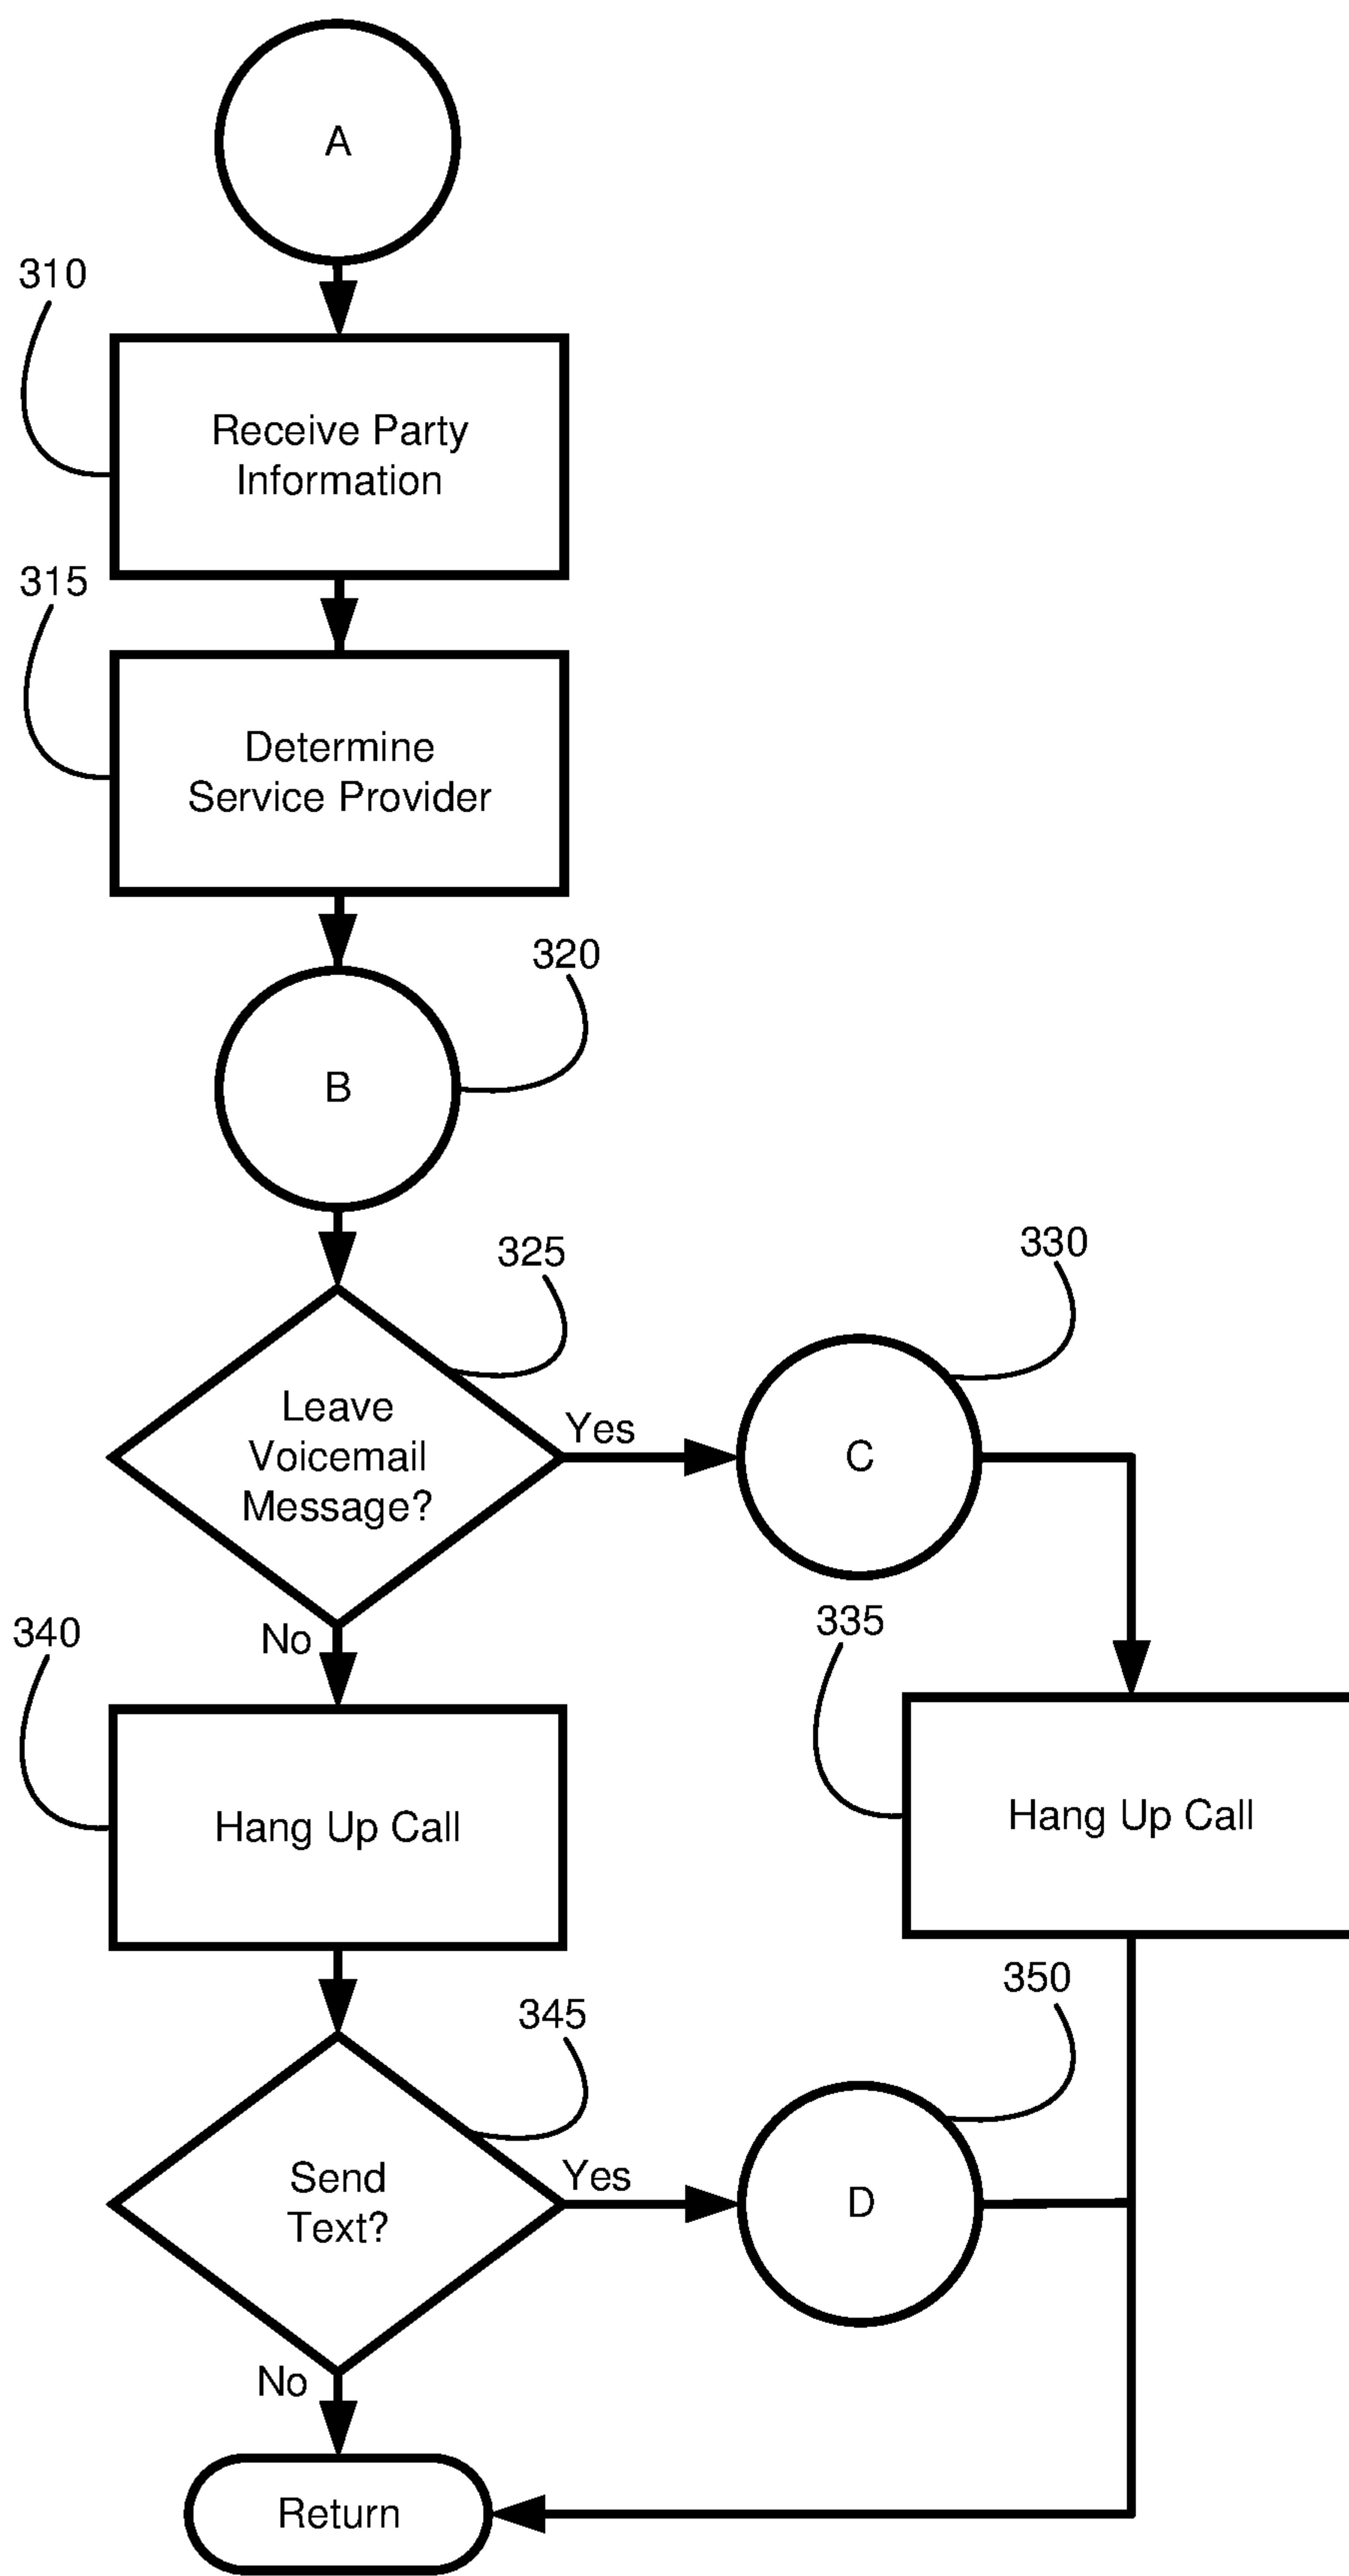 A
310
Receive Party
Information
315
Determine
Service Provider
320
B
325
330
Leave
Voicemail
Message?
Yes
C
No
340
335
Hang Up Call
Hang Up Call
350
345
Send
Text?
Yes
D
No
Return